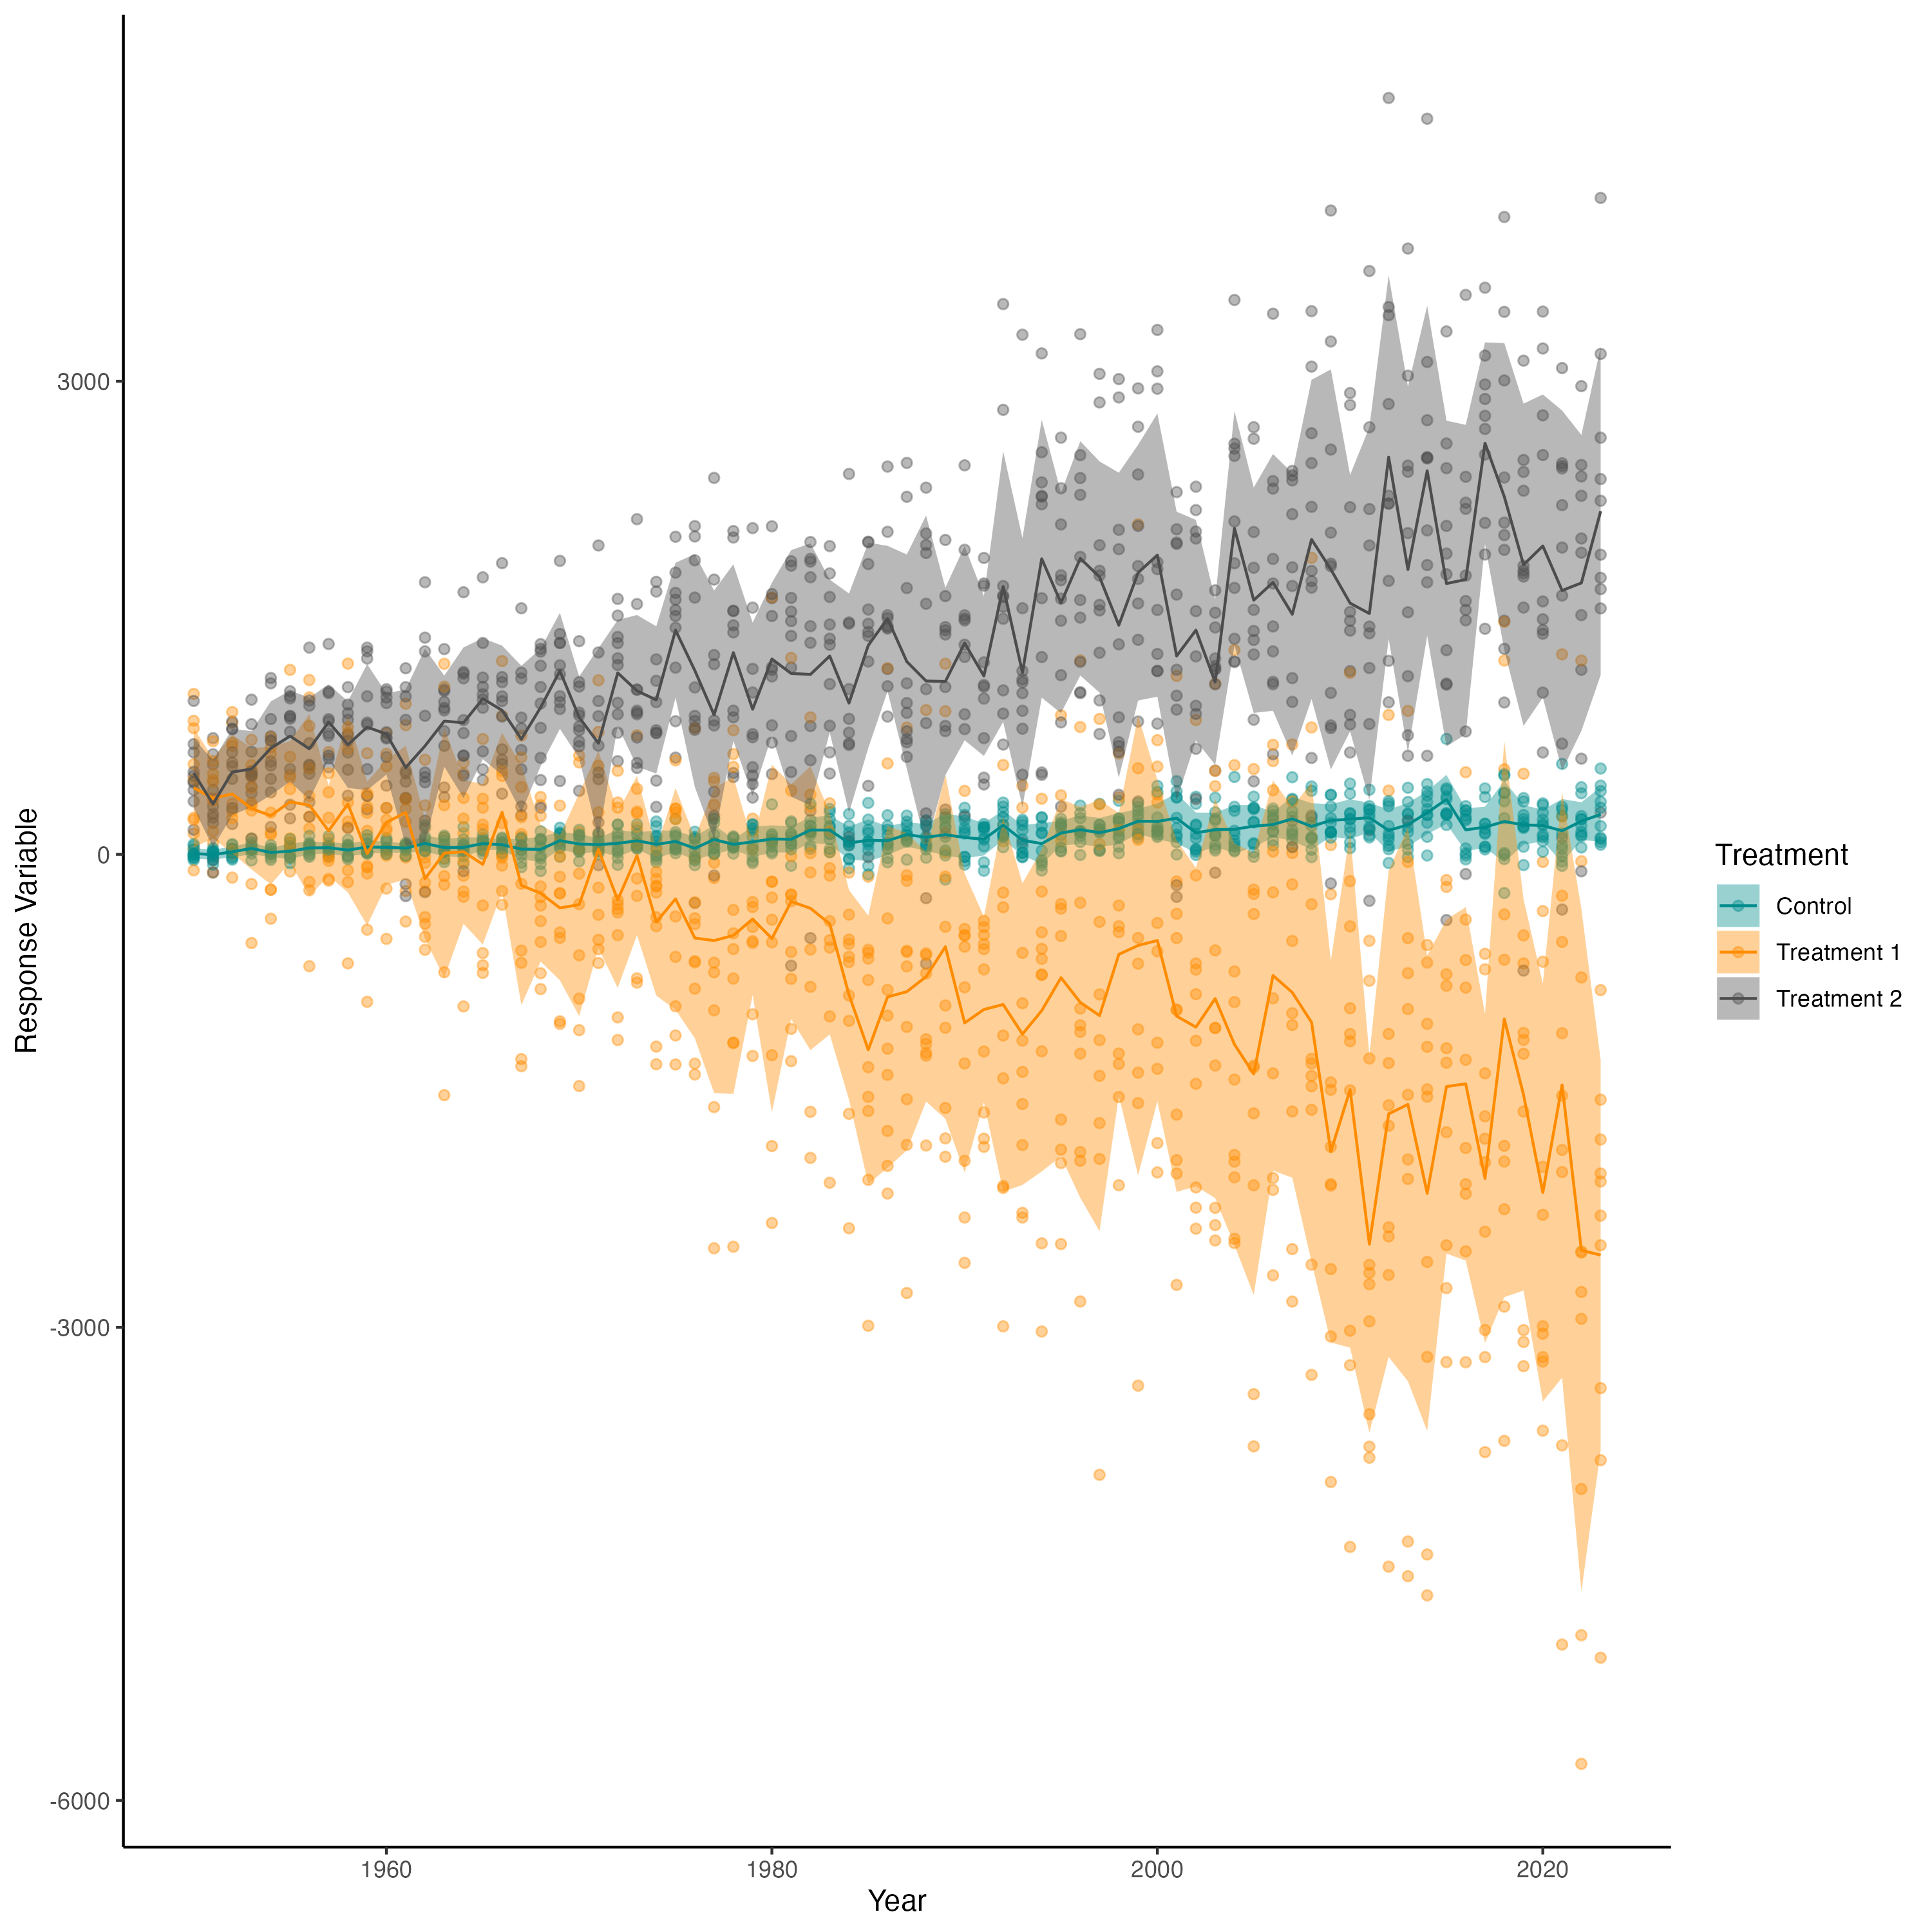 Response Variable
3000
0
-3000
-6000
1960
1980
2000
2020
Year
Treatment
Control
Treatment 1
Treatment 2